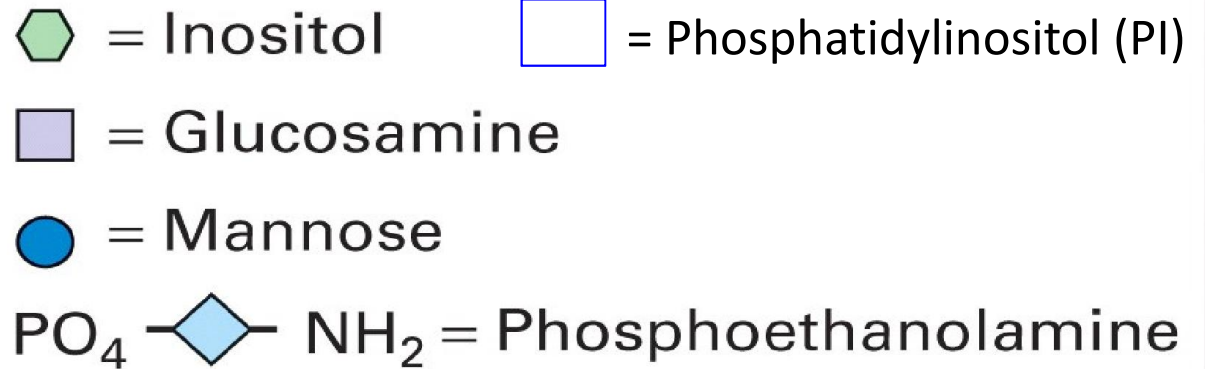 = Inositol = Phosphatidylinositol (PI)
= Glucosamine
= Mannose
PO₄ NH₂ = Phosphoethanolamine